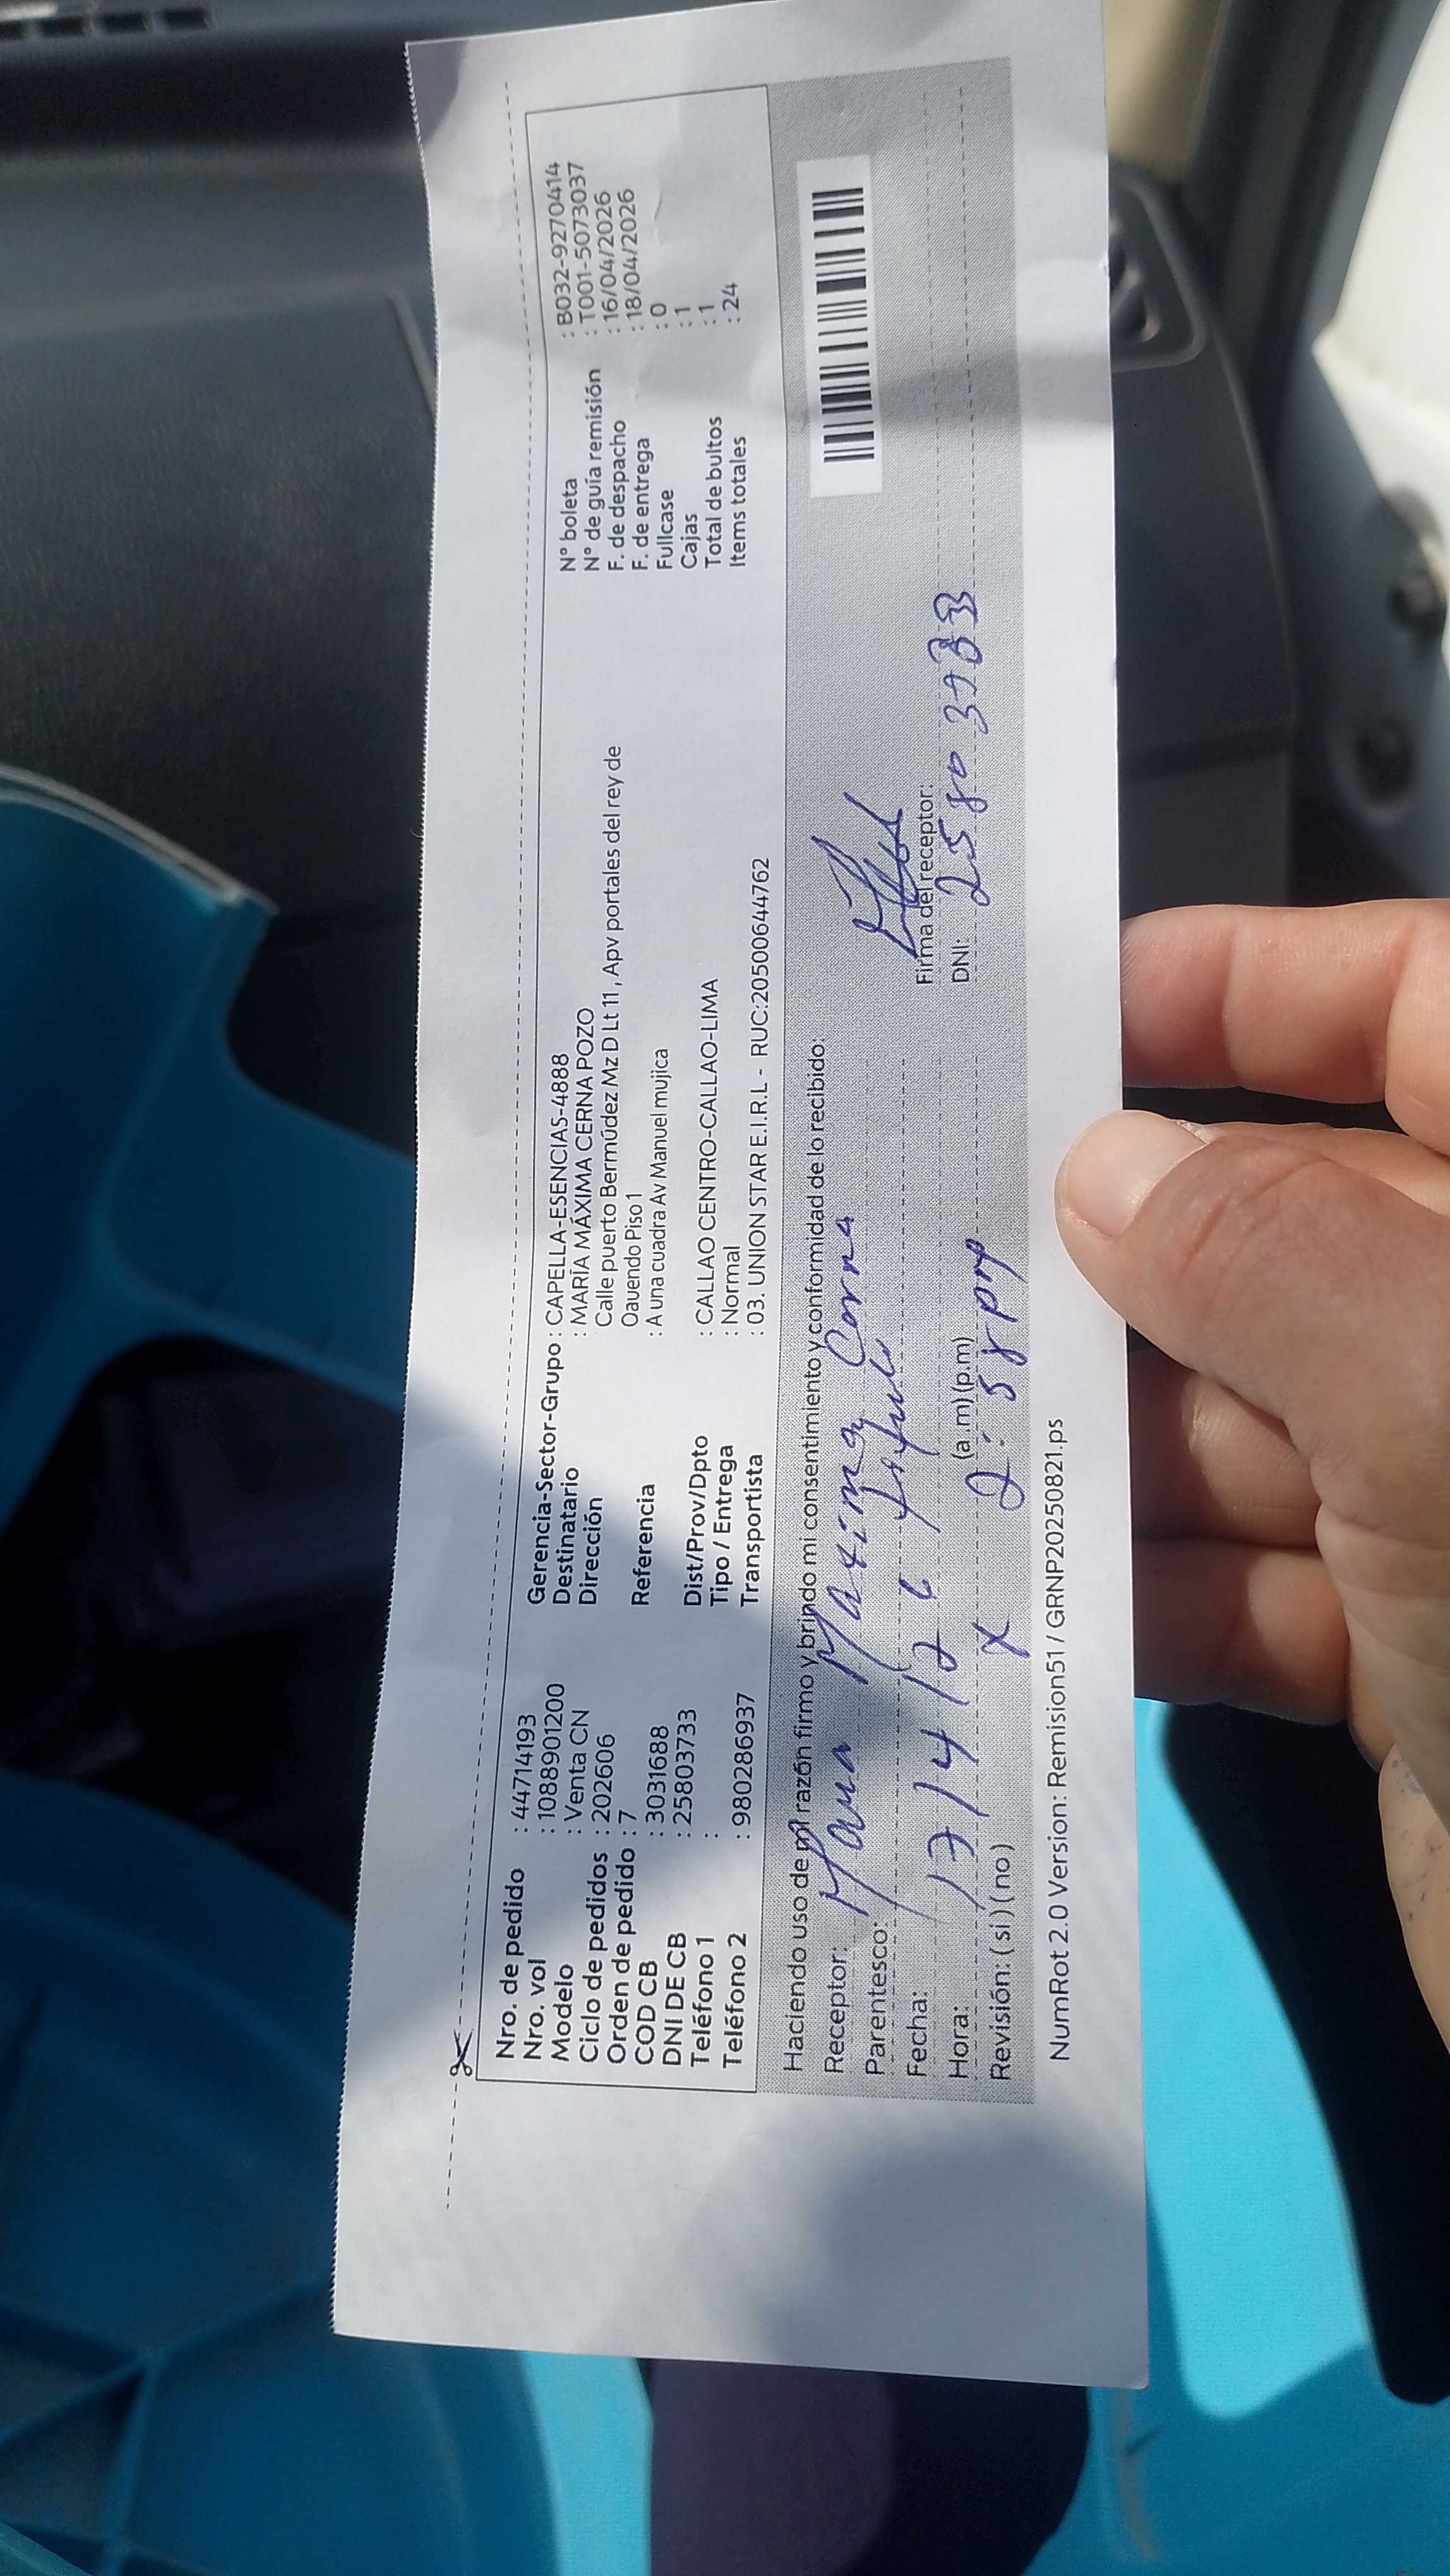 Nro. de pedido : 44714193
Nro. vol : 1088901200
Modelo : Venta CN
Ciclo de pedidos : 202606
Orden de pedido : 7
COD CB : 3031688
DNI DE CB : 25803733
Teléfono 1 :
Teléfono 2 : 980286937
Gerencia-Sector-Grupo : CAPELLA-ESENCIAS-4888
Destinatario : MARÍA MÁXIMA CERNA POZO
Dirección Calle puerto Bermúdez Mz D Lt 11 , Apv portales del rey de
Oauendo Piso 1
Referencia : A una cuadra Av Manuel mujica
Dist/Prov/Dpto : CALLAO CENTRO-CALLAO-LIMA
Tipo / Entrega : Normal
Transportista : 03. UNION STAR E.I.R.L - RUC:20500644762
N° boleta : B032-9270414
N° de guía remisión : T001-5073037
F. de despacho : 16/04/2026
F. de entrega : 18/04/2026
Fullcase : 0
Cajas : 1
Total de bultos : 1
Items totales : 24
Haciendo uso de mi razón firmo y brindo mi consentimiento y conformidad de lo recibido:
Receptor: Maria Maxima Cerna
Parentesco:
Fecha: 17/4/26
Hora: (a.m) (p.m) 2:58 pm
Revisión: ( si ) ( no ) x
Firma del receptor:
DNI: 25803733
NumRot 2.0 Version: Remision51 / GRNP20250821.ps